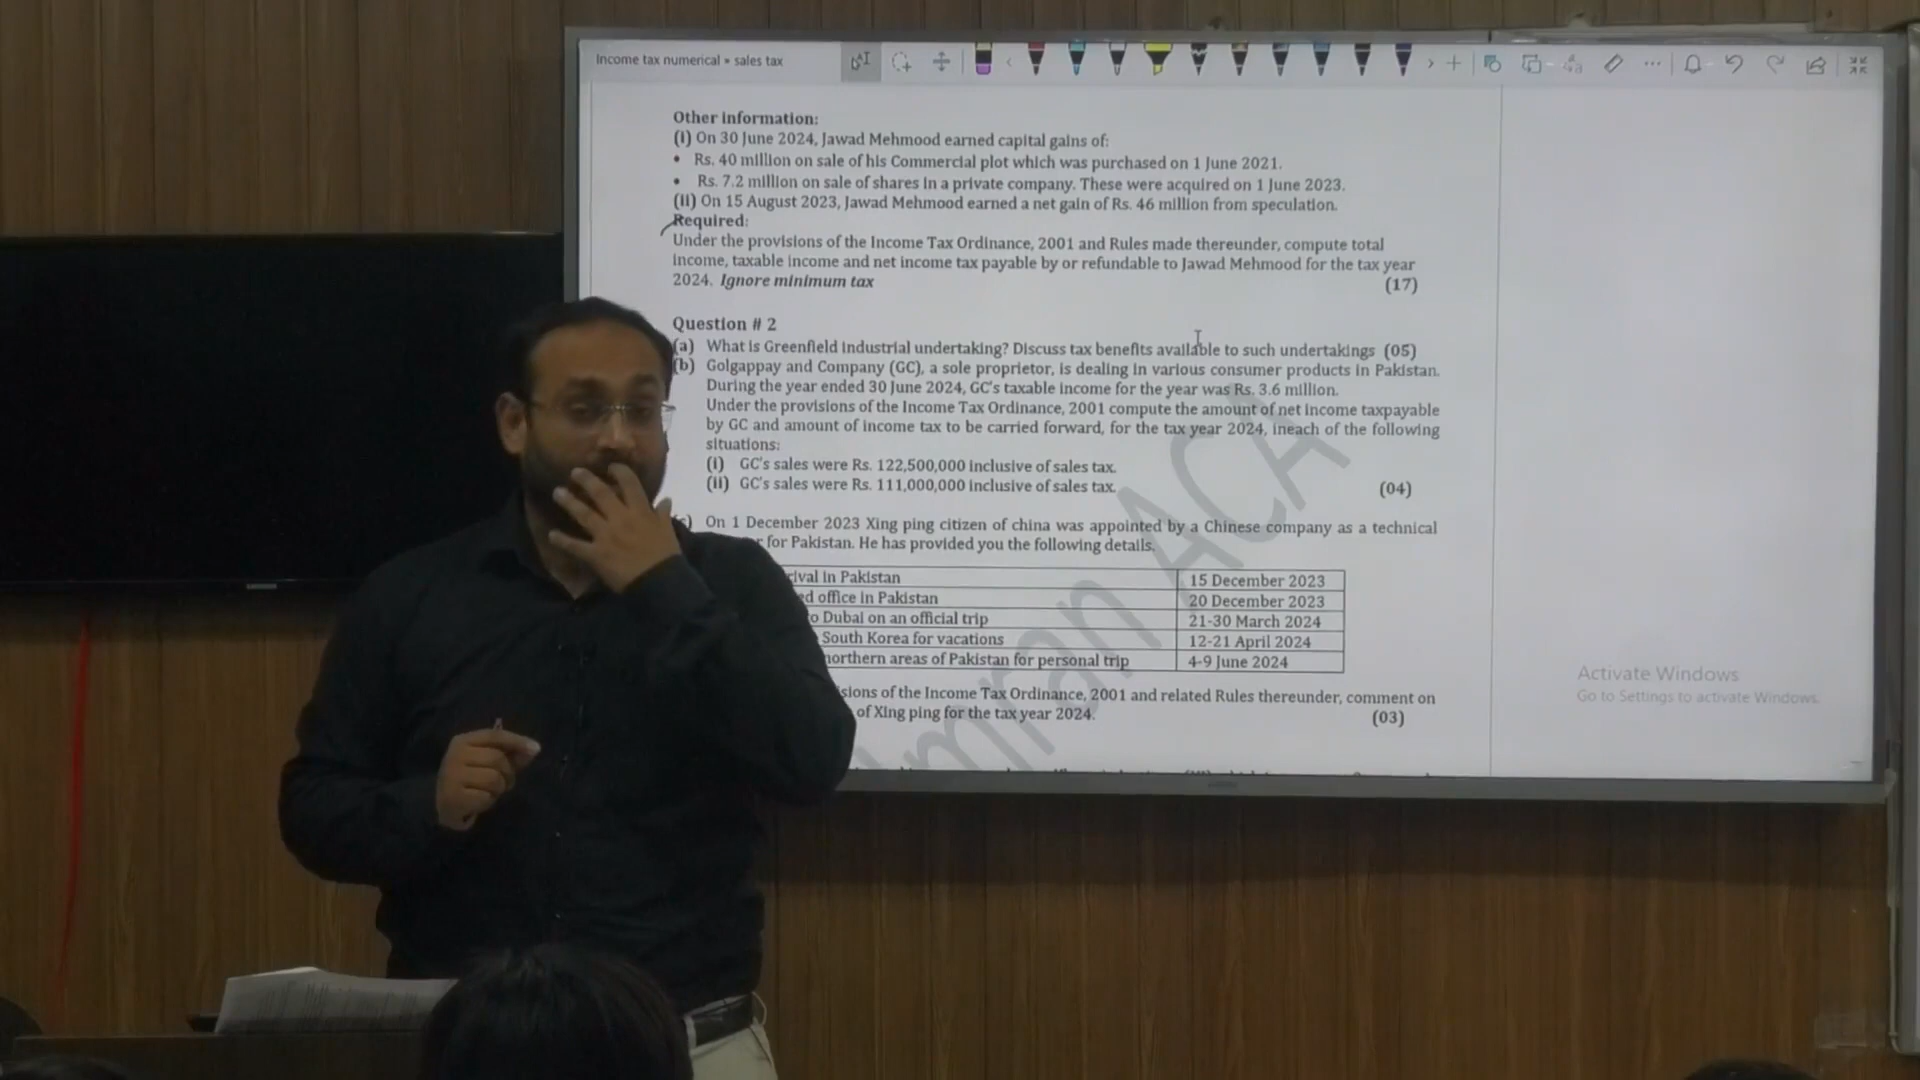 Income tax numerical » sales tax
Other information:
(i) On 30 June 2024, Jawad Mehmood earned capital gains of:
• Rs. 40 million on sale of his Commercial plot which was purchased on 1 June 2021.
• Rs. 7.2 million on sale of shares in a private company. These were acquired on 1 June 2023.
(ii) On 15 August 2023, Jawad Mehmood earned a net gain of Rs. 46 million from speculation.
Required:
Under the provisions of the Income Tax Ordinance, 2001 and Rules made thereunder, compute total
income, taxable income and net income tax payable by or refundable to Jawad Mehmood for the tax year
2024. Ignore minimum tax (17)
Question # 2
(a) What is Greenfield industrial undertaking? Discuss tax benefits available to such undertakings (05)
(b) Golgappay and Company (GC), a sole proprietor, is dealing in various consumer products in Pakistan.
During the year ended 30 June 2024, GC's taxable income for the year was Rs. 3.6 million.
Under the provisions of the Income Tax Ordinance, 2001 compute the amount of net income taxpayable
by GC and amount of income tax to be carried forward, for the tax year 2024, ineach of the following
situations:
(i) GC's sales were Rs. 122,500,000 inclusive of sales tax.
(ii) GC's sales were Rs. 111,000,000 inclusive of sales tax. (04)
On 1 December 2023 Xing ping citizen of china was appointed by a Chinese company as a technical
for Pakistan. He has provided you the following details.
in Pakistan 15 December 2023
office in Pakistan 20 December 2023
Dubai on an official trip 21-30 March 2024
South Korea for vacations 12-21 April 2024
northern areas of Pakistan for personal trip 4-9 June 2024
of the Income Tax Ordinance, 2001 and related Rules thereunder, comment on
of Xing ping for the tax year 2024. (03)
Imran ACA
Activate Windows
Go to Settings to activate Windows.